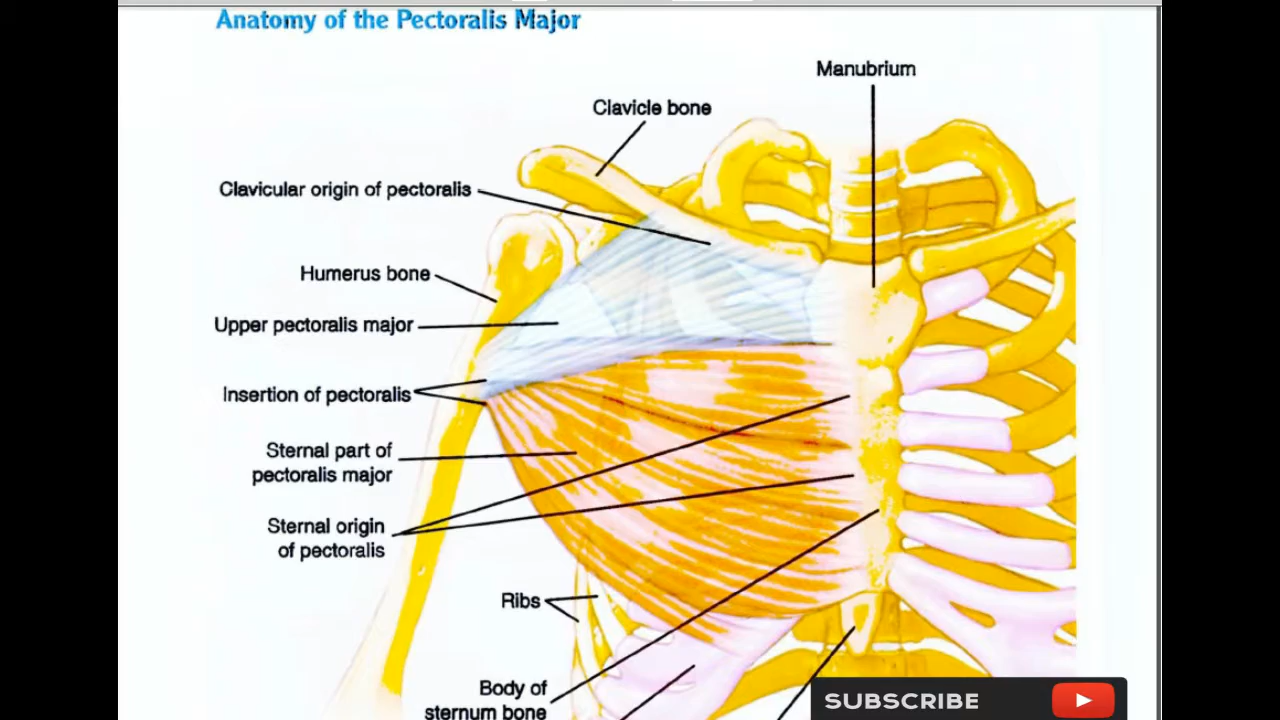 Anatomy of the Pectoralis Major
Manubrium
Clavicle bone
Clavicular origin of pectoralis
Humerus bone
Upper pectoralis major
Insertion of pectoralis
Sternal part of
pectoralis major
Sternal origin
of pectoralis
Ribs
Body of
sternum bone
SUBSCRIBE